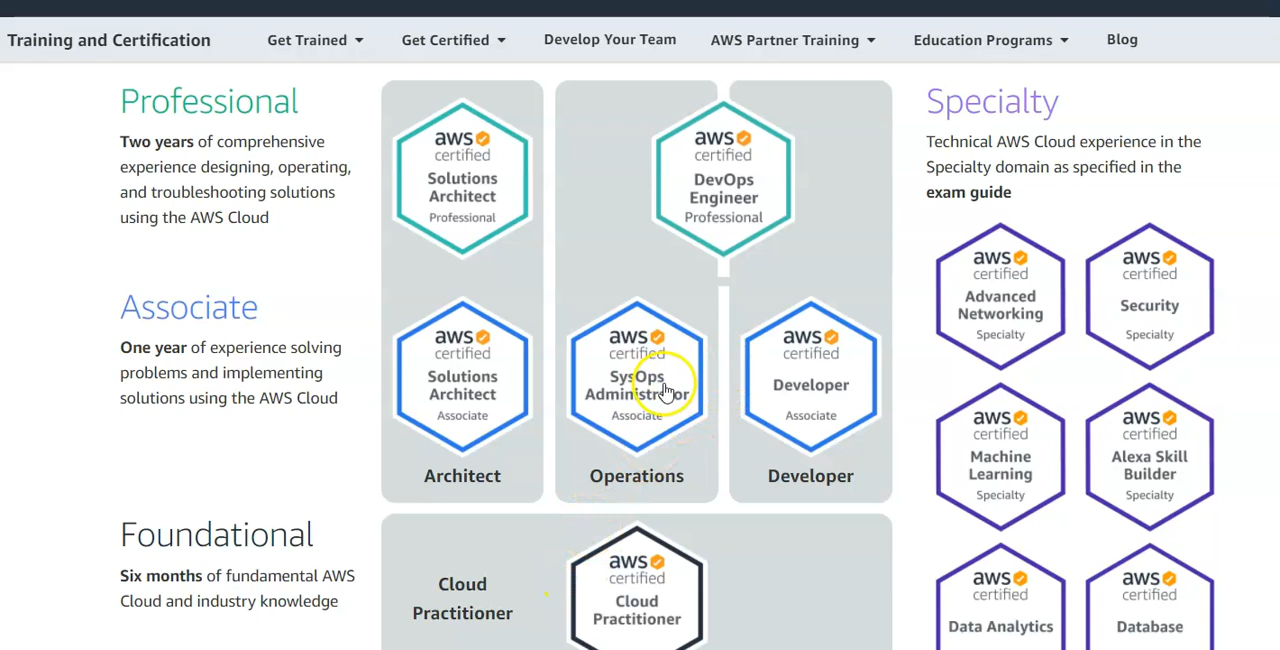 Training and Certification
Get Trained
Get Certified
Develop Your Team
AWS Partner Training
Education Programs
Blog
Professional
Two years of comprehensive
experience designing, operating,
and troubleshooting solutions
using the AWS Cloud
aws
certified
Solutions
Architect
Professional
aws
certified
DevOps
Engineer
Professional
Associate
One year of experience solving
problems and implementing
solutions using the AWS Cloud
aws
certified
Solutions
Architect
Associate
Architect
aws
certified
SysOps
Administrator
Associate
Operations
aws
certified
Developer
Associate
Developer
Foundational
Six months of fundamental AWS
Cloud and industry knowledge
Cloud
Practitioner
aws
certified
Cloud
Practitioner
Specialty
Technical AWS Cloud experience in the
Specialty domain as specified in the
exam guide
aws
certified
Advanced
Networking
Specialty
aws
certified
Security
Specialty
aws
certified
Machine
Learning
Specialty
aws
certified
Alexa Skill
Builder
Specialty
aws
certified
Data Analytics
aws
certified
Database